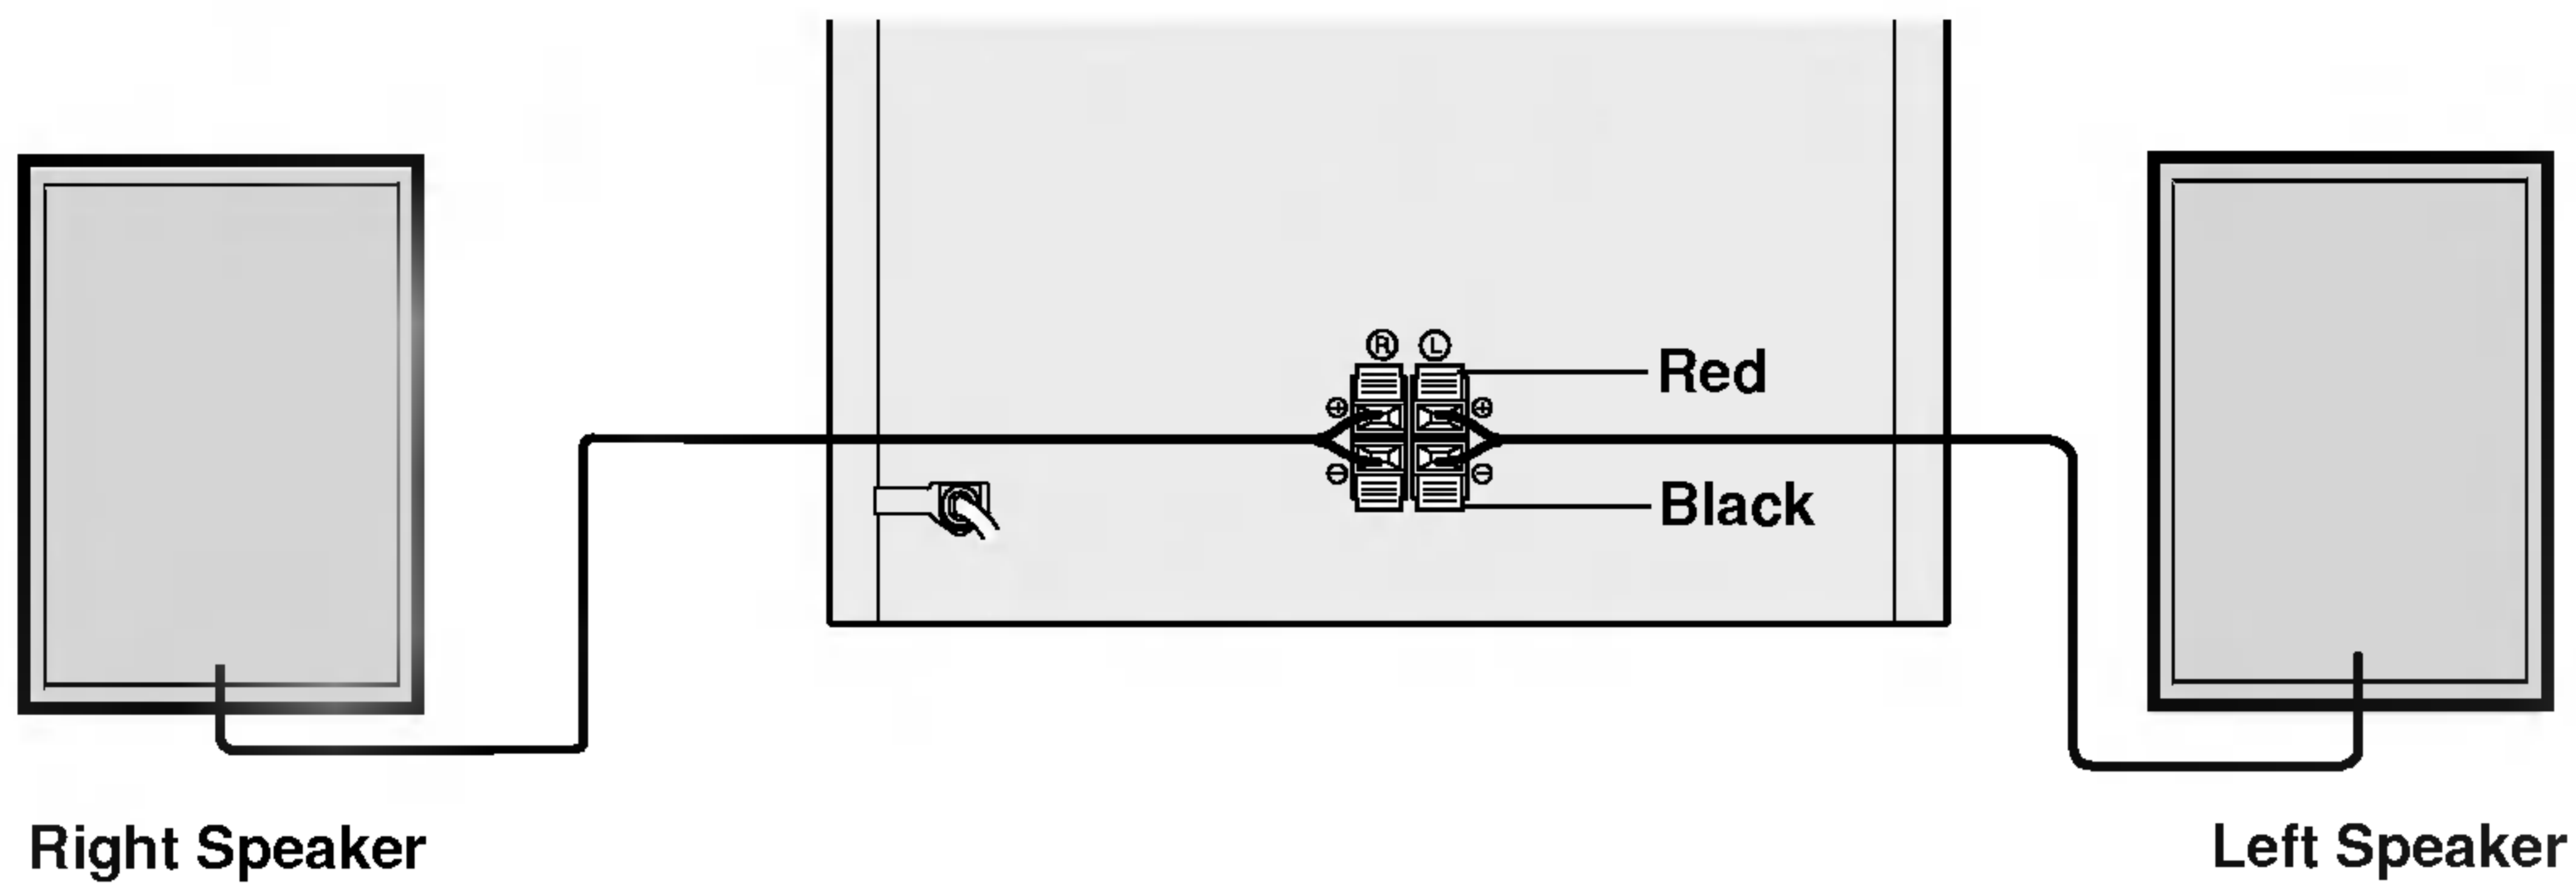 R L
Red
+ +
- -
Black
Right Speaker Left Speaker